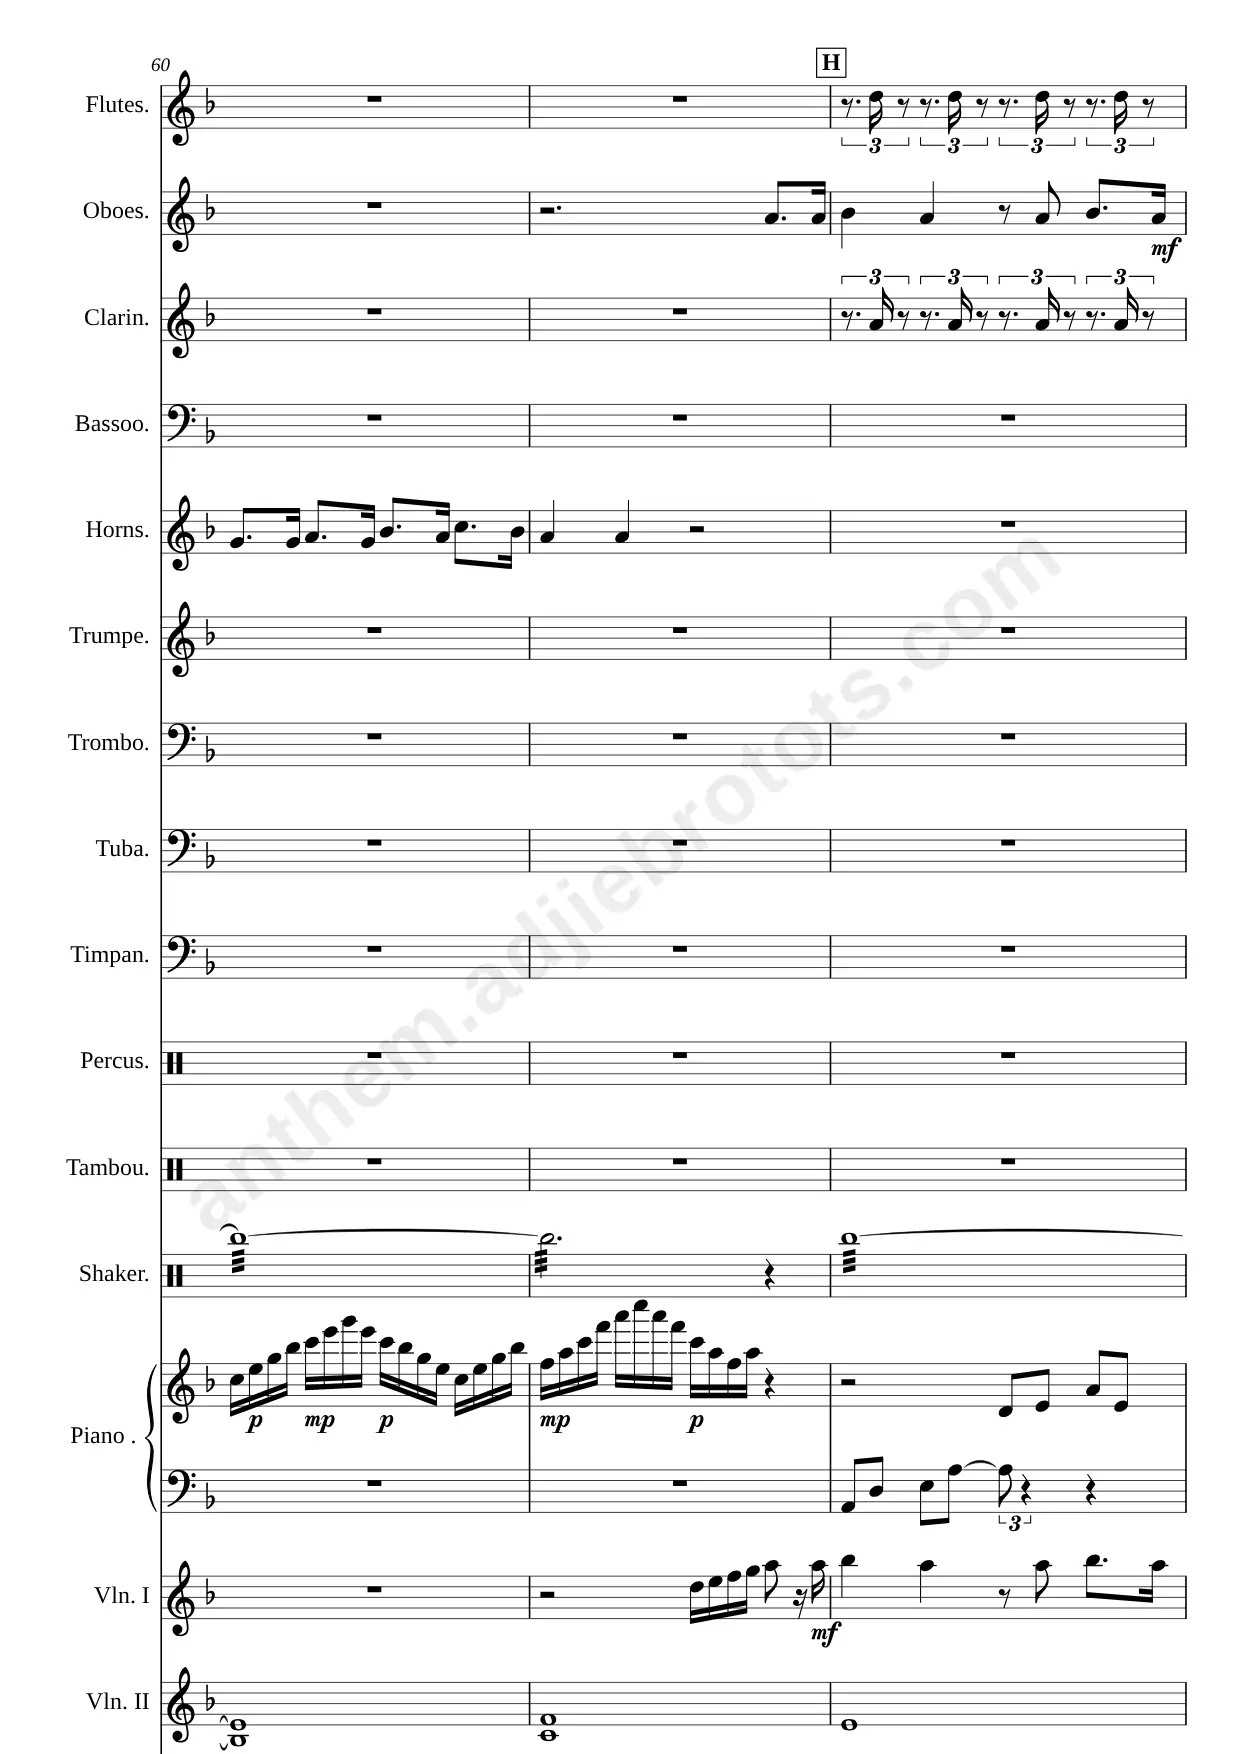 60
H
Flutes.
3 3 3 3
Oboes.
mf
3 3 3 3
Clarin.
Bassoo.
Horns.
Trumpe.
Trombo.
Tuba.
Timpan.
Percus.
Tambou.
Shaker.
p mp p mp p
Piano .
3
Vln. I
mf
Vln. II
anthem.adjiebrotots.com